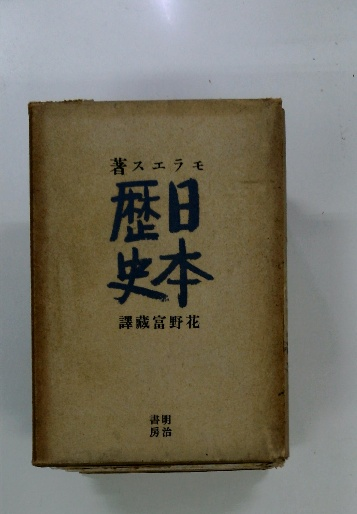 モラエス著
日本
歴史
花野富蔵譯
明治
書房